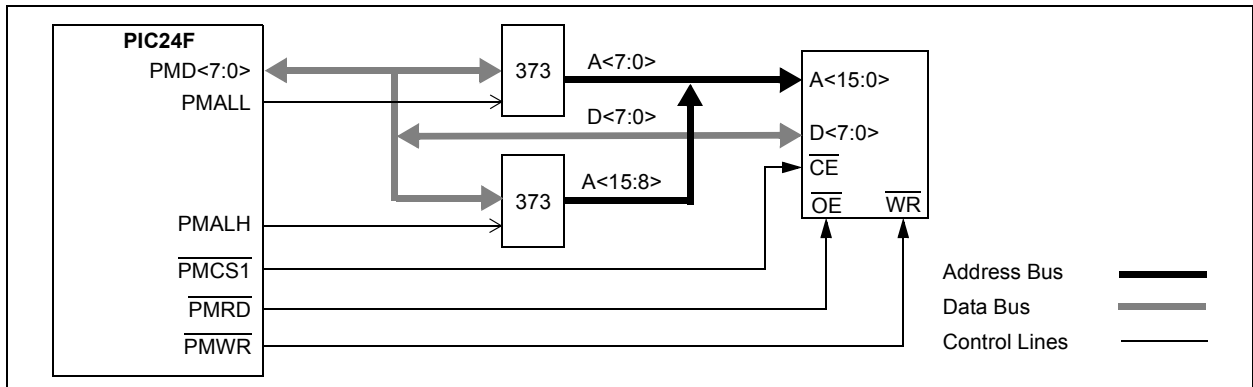 PIC24F
PMD<7:0>
PMALL
PMALH
PMCS1
PMRD
PMWR
373
373
A<7:0>
D<7:0>
A<15:8>
A<15:0>
D<7:0>
CE
OE WR
Address Bus
Data Bus
Control Lines